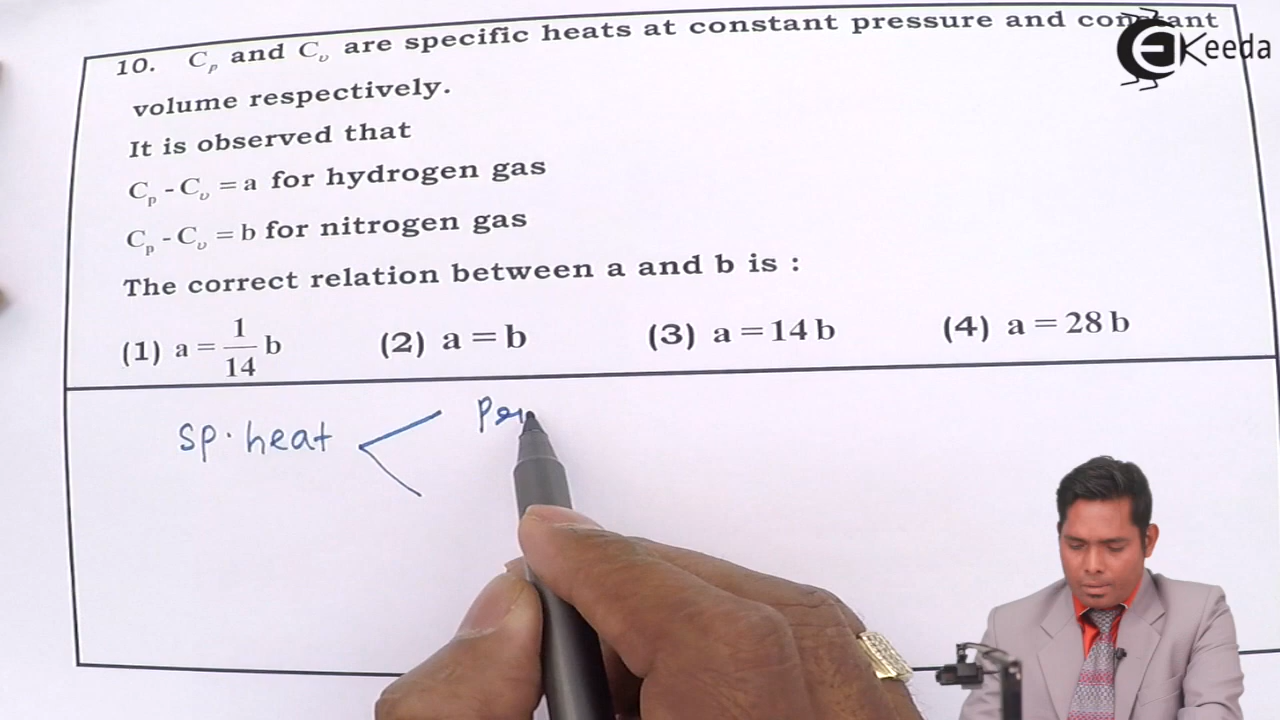 10. Cₚ and Cᵥ are specific heats at constant pressure and constant
volume respectively.
It is observed that
Cₚ - Cᵥ = a for hydrogen gas
Cₚ - Cᵥ = b for nitrogen gas
The correct relation between a and b is :
(1) a = 1/14 b (2) a = b (3) a = 14 b (4) a = 28 b
Sp. heat
Keeda